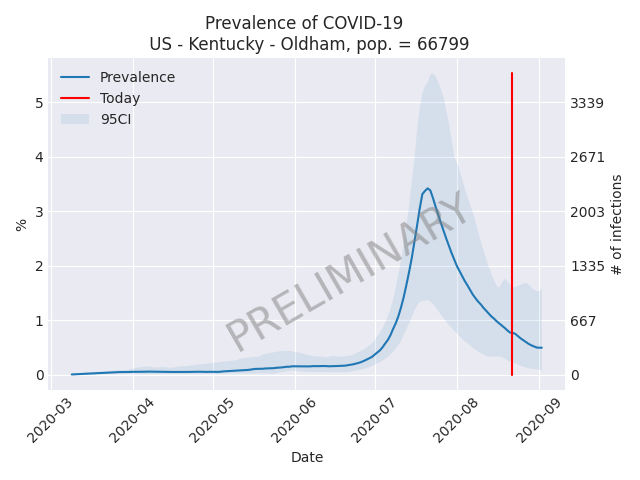 Prevalence of COVID-19
US - Kentucky - Oldham, pop. = 66799
Prevalence
Today
95CI
PRELIMINARY
%
5
4
3
2
1
0
3339
2671
2003
1335
667
0
# of infections
2020-03
2020-04
2020-05
2020-06
2020-07
2020-08
2020-09
Date